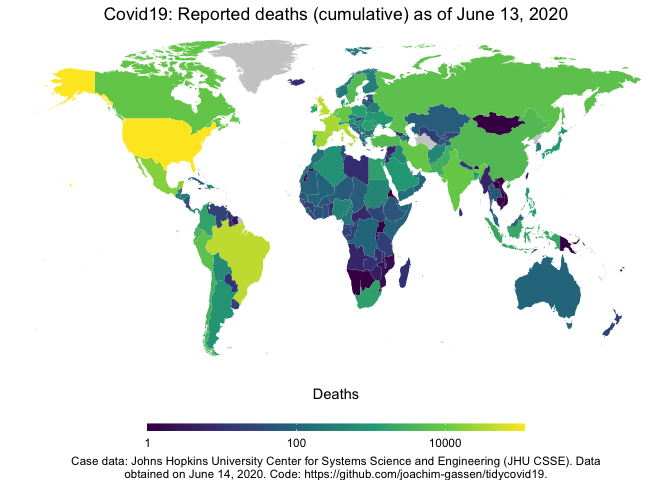 Covid19: Reported deaths (cumulative) as of June 13, 2020
Deaths
1 100 10000
Case data: Johns Hopkins University Center for Systems Science and Engineering (JHU CSSE). Data
obtained on June 14, 2020. Code: https://github.com/joachim-gassen/tidycovid19.